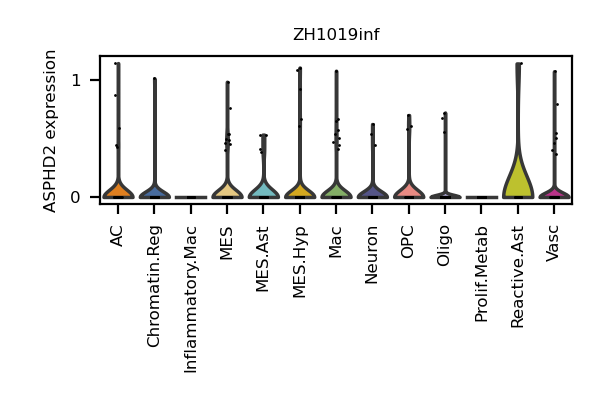 ZH1019inf
ASPHD2 expression
1
0
AC
Chromatin.Reg
Inflammatory.Mac
MES
MES.Ast
MES.Hyp
Mac
Neuron
OPC
Oligo
Prolif.Metab
Reactive.Ast
Vasc